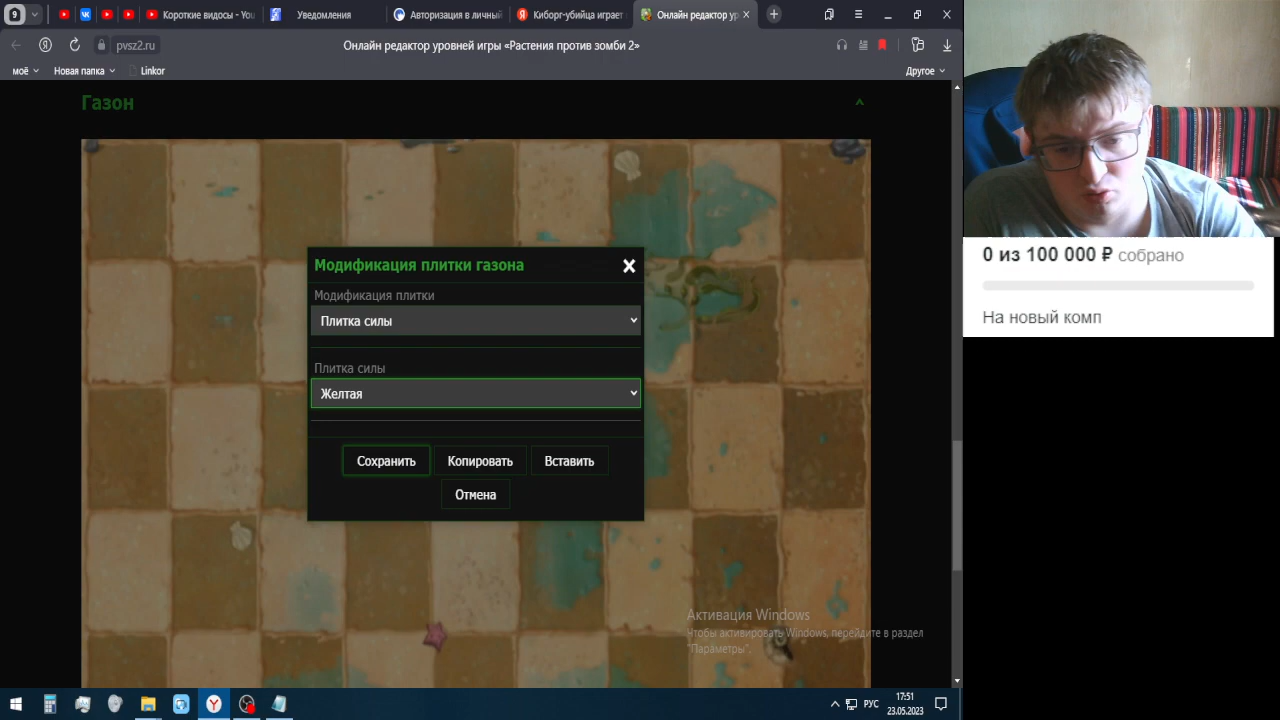 9
Короткие видосы - You
Уведомления
Авторизация в личный
Киборг-убийца играет
Онлайн редактор ур
pvsz2.ru
Онлайн редактор уровней игры «Растения против зомби 2»
моё
Новая папка
Linkor
Другое
Газон
Модификация плитки газона
Модификация плитки
Плитка силы
Плитка силы
Желтая
Сохранить
Копировать
Вставить
Отмена
0 из 100 000 ₽ собрано
На новый комп
Активация Windows
Чтобы активировать Windows, перейдите в раздел
"Параметры".
РУС
17:51
23.05.2023